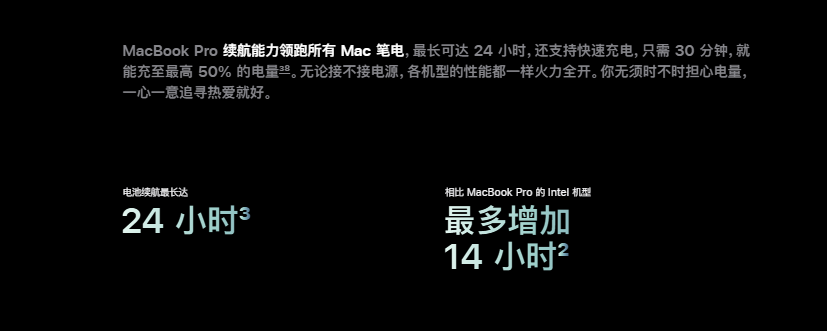 MacBook Pro 续航能力领跑所有 Mac 笔电，最长可达 24 小时，还支持快速充电，只需 30 分钟，就
能充至最高 50% 的电量³⁸。无论接不接电源，各机型的性能都一样火力全开。你无须时不时担心电量，
一心一意追寻热爱就好。
电池续航最长达
24 小时³
相比 MacBook Pro 的 Intel 机型
最多增加
14 小时²